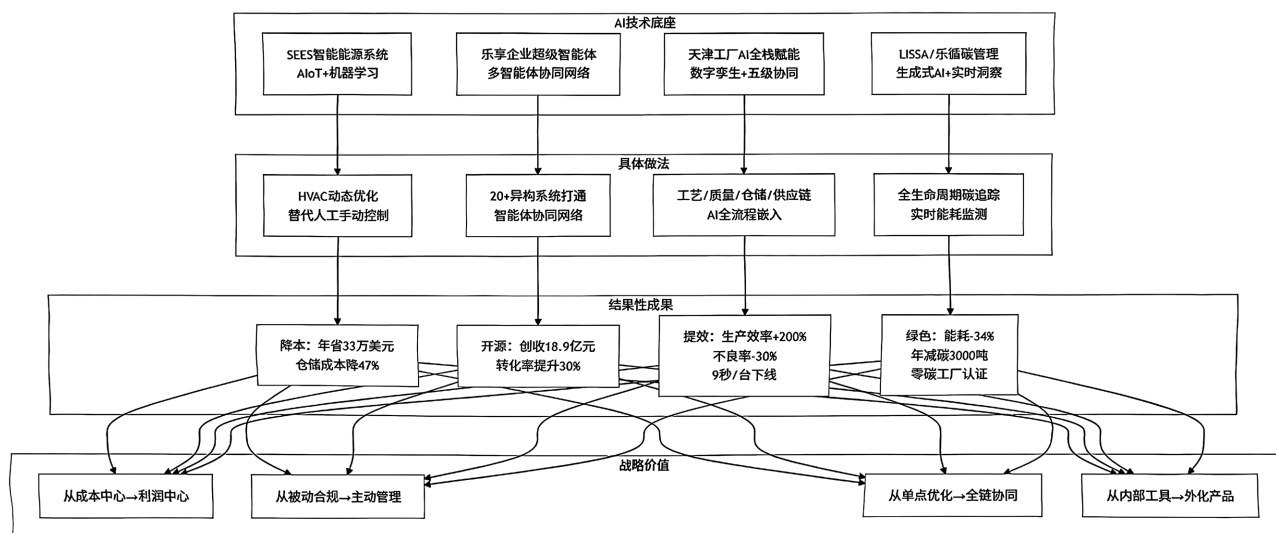 AI技术底座
SEES智能能源系统
AIoT+机器学习
乐享企业超级智能体
多智能体协同网络
天津工厂AI全栈赋能
数字孪生+五级协同
LISSA/乐循碳管理
生成式AI+实时洞察
具体做法
HVAC动态优化
替代人工手动控制
20+异构系统打通
智能体协同网络
工艺/质量/仓储/供应链
AI全流程嵌入
全生命周期碳追踪
实时能耗监测
结果性成果
降本：年省33万美元
仓储成本降47%
开源：创收18.9亿元
转化率提升30%
提效：生产效率+200%
不良率-30%
9秒/台下线
绿色：能耗-34%
年减碳3000吨
零碳工厂认证
战略价值
从成本中心→利润中心
从被动合规→主动管理
从单点优化→全链协同
从内部工具→外化产品